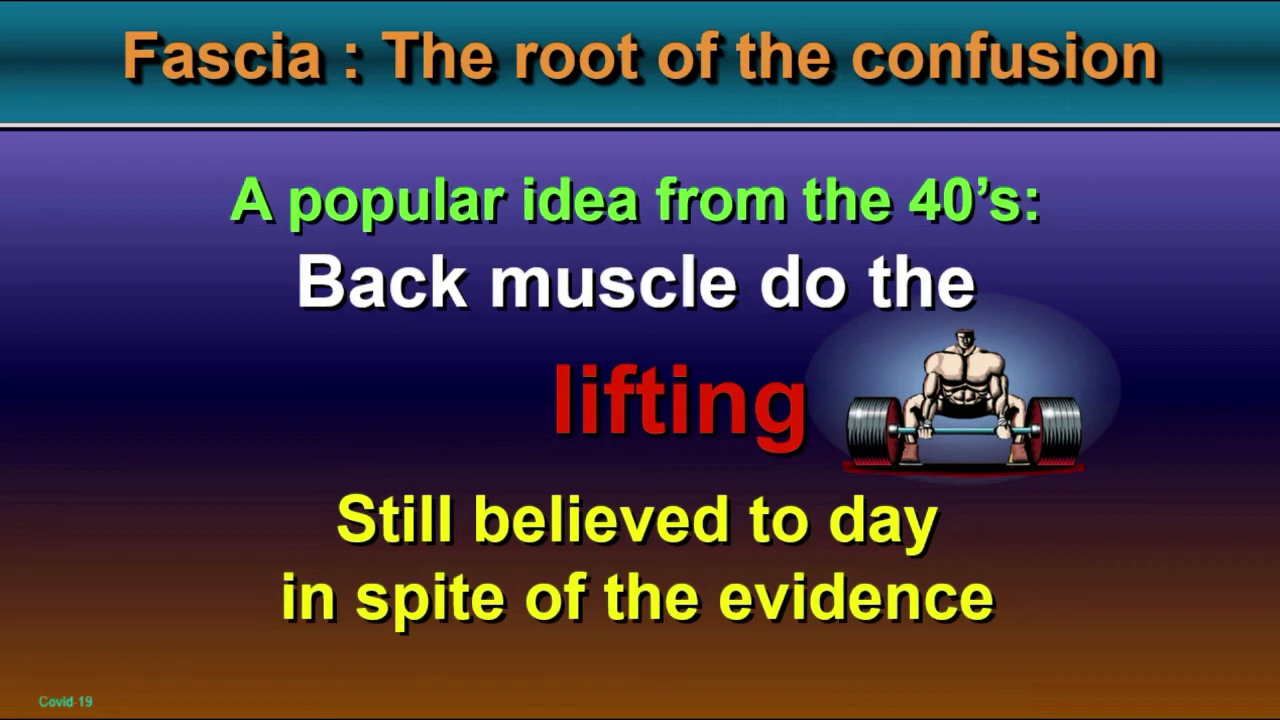 Fascia : The root of the confusion
A popular idea from the 40’s:
Back muscle do the
lifting
Still believed to day
in spite of the evidence
Covid-19